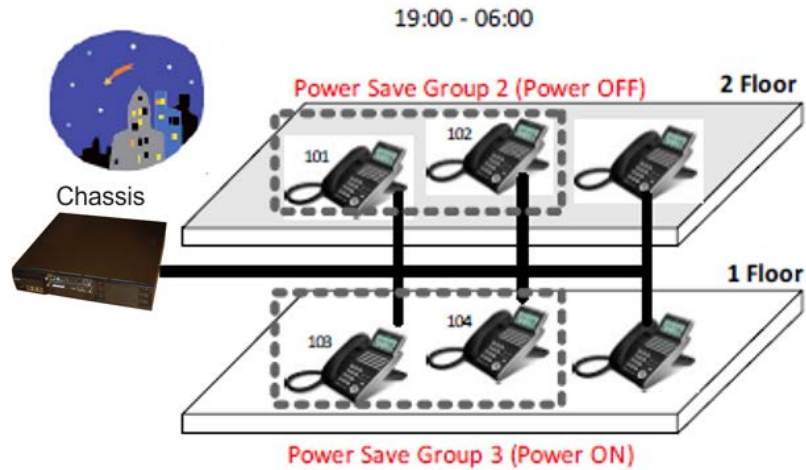 19:00 - 06:00
Power Save Group 2 (Power OFF)
2 Floor
101
102
Chassis
1 Floor
103
104
Power Save Group 3 (Power ON)